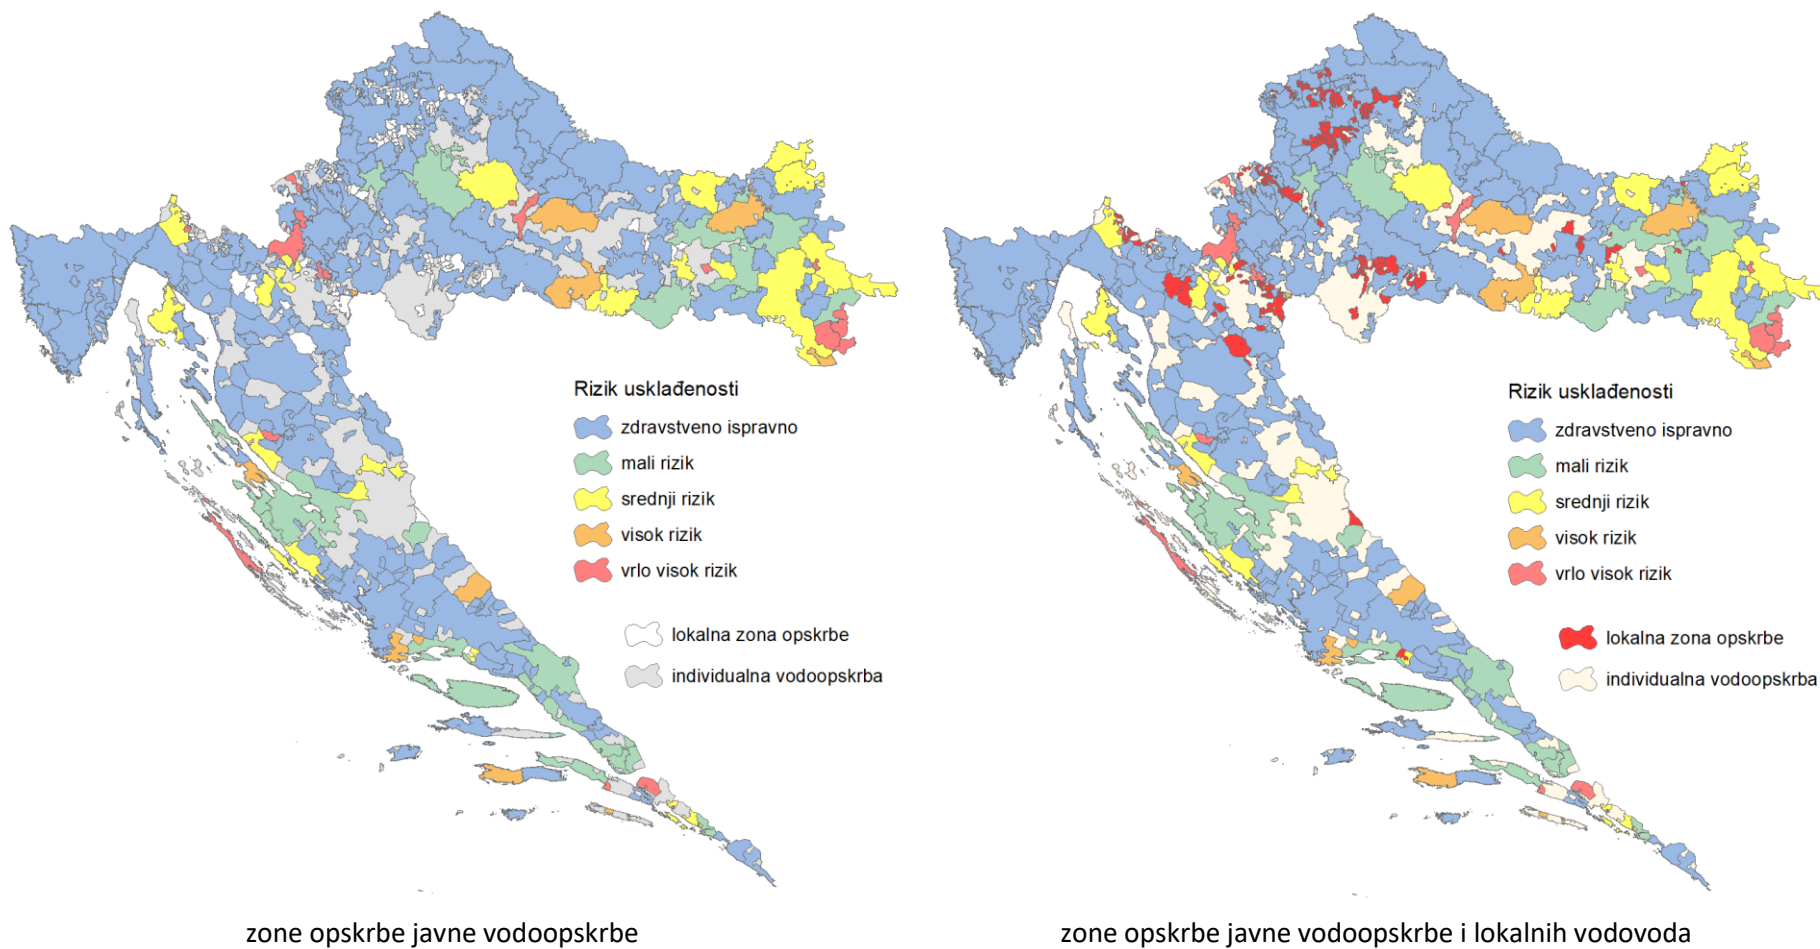 Rizik usklađenosti
zdravstveno ispravno
mali rizik
srednji rizik
visok rizik
vrlo visok rizik
lokalna zona opskrbe
individualna vodoopskrba
zone opskrbe javne vodoopskrbe
Rizik usklađenosti
zdravstveno ispravno
mali rizik
srednji rizik
visok rizik
vrlo visok rizik
lokalna zona opskrbe
individualna vodoopskrba
zone opskrbe javne vodoopskrbe i lokalnih vodovoda